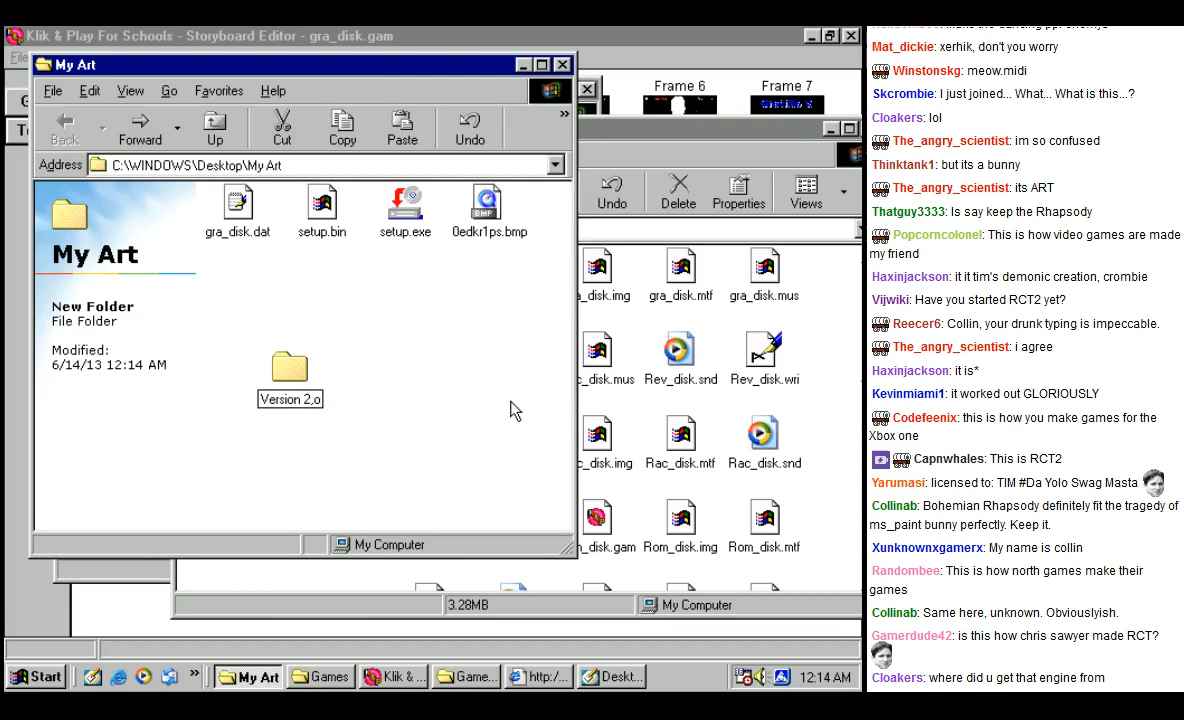 Klik & Play For Schools - Storyboard Editor - gra_disk.gam
My Art
File Edit View Go Favorites Help
Frame 6 Frame 7
Back Forward Up Cut Copy Paste Undo
Address C:\WINDOWS\Desktop\My Art
Undo Delete Properties Views
gra_disk.dat setup.bin setup.exe 0edkr1ps.bmp
My Art
New Folder
File Folder
Modified:
6/14/13 12:14 AM
Version 2,o
gra_disk.mtf gra_disk.mus
Rev_disk.snd Rev_disk.wri
Rac_disk.mtf Rac_disk.snd
Rom_disk.img Rom_disk.mtf
My Computer
3.28MB My Computer
Start My Art Games Klik & ... Game... http:/... Deskt... 12:14 AM
Mat_dickie: xerhik, don't you worry
Winstonskg: meow.midi
Skcrombie: I just joined... What... What is this...?
Cloakers: lol
The_angry_scientist: im so confused
Thinktank1: but its a bunny
The_angry_scientist: its ART
Thatguy3333: Is say keep the Rhapsody
Popcorncolonel: This is how video games are made
my friend
Haxinjackson: it it tim's demonic creation, crombie
Vijwiki: Have you started RCT2 yet?
Reecer6: Collin, your drunk typing is impeccable.
The_angry_scientist: i agree
Haxinjackson: it is*
Kevinmiami1: it worked out GLORIOUSLY
Codefeenix: this is how you make games for the
Xbox one
Capnwhales: This is RCT2
Yarumasi: licensed to: TIM #Da Yolo Swag Masta
Collinab: Bohemian Rhapsody definitely fit the tragedy of
ms_paint bunny perfectly. Keep it.
Xunknownxgamerx: My name is collin
Randombee: This is how north games make their
games
Collinab: Same here, unknown. Obviouslyish.
Gamerdude42: is this how chris sawyer made RCT?
Cloakers: where did u get that engine from